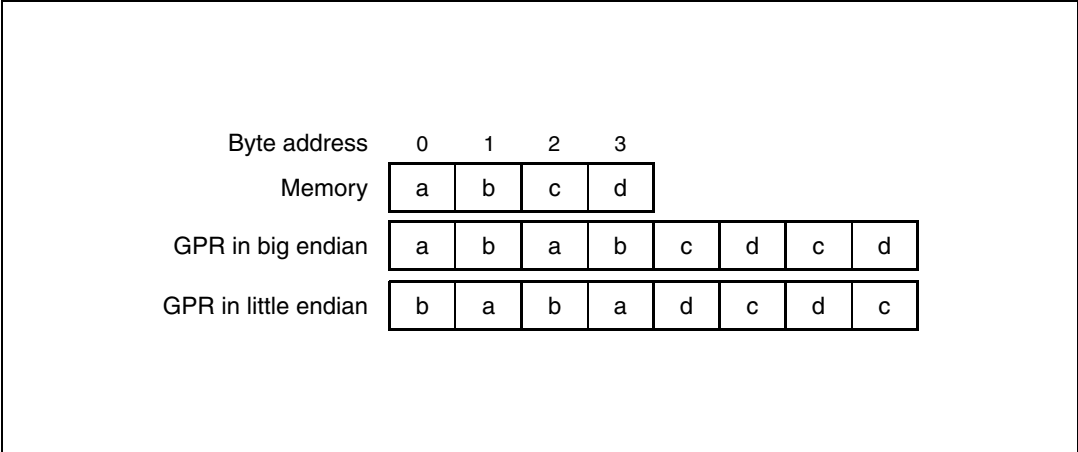 Byte address 0 1 2 3
Memory a b c d
GPR in big endian a b a b c d c d
GPR in little endian b a b a d c d c